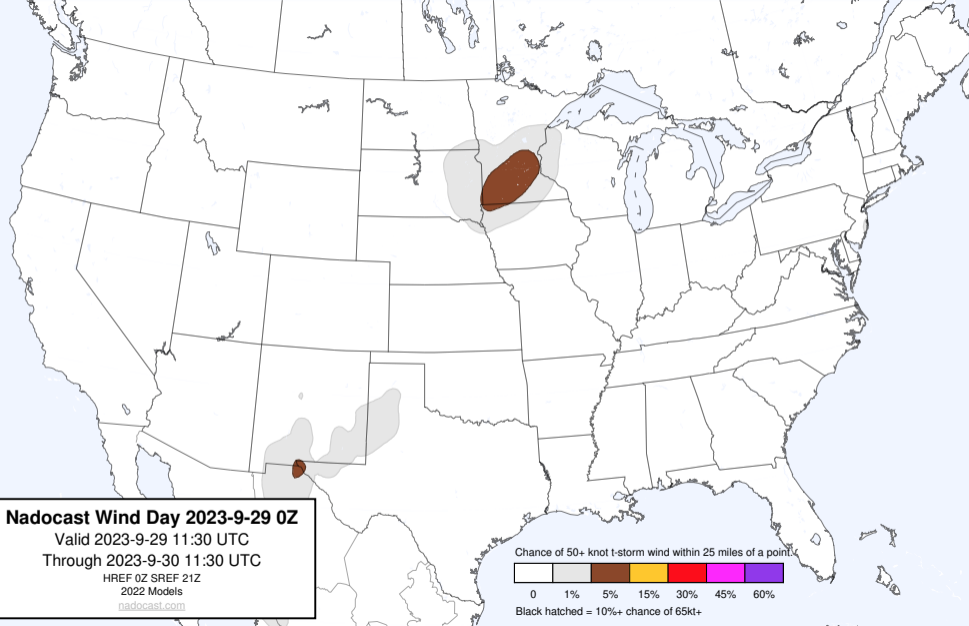 Nadocast Wind Day 2023-9-29 0Z
Valid 2023-9-29 11:30 UTC
Through 2023-9-30 11:30 UTC
HREF 0Z SREF 21Z
2022 Models
nadocast.com
Chance of 50+ knot t-storm wind within 25 miles of a point.
0 1% 5% 15% 30% 45% 60%
Black hatched = 10%+ chance of 65kt+